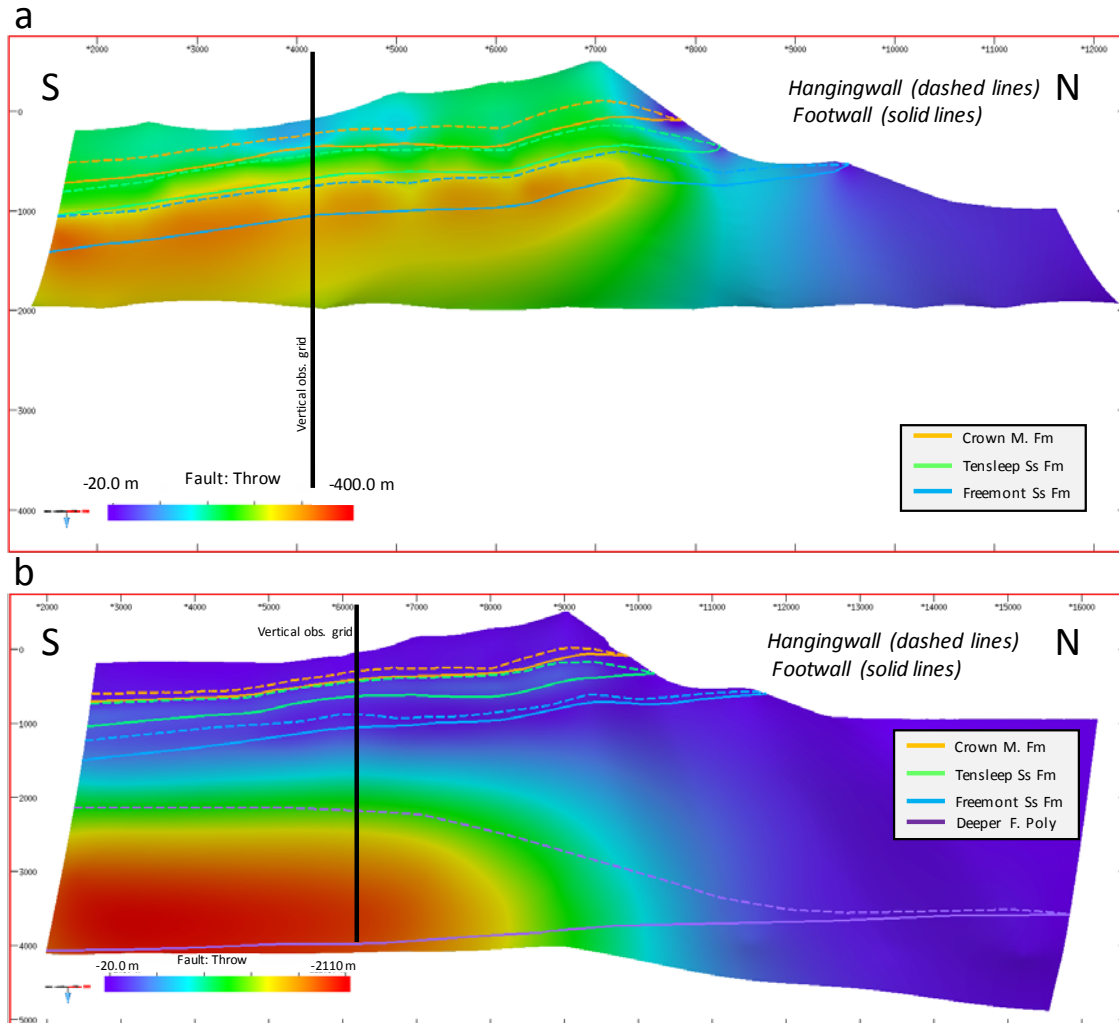 a
*2000 *3000 *4000 *5000 *6000 *7000 *8000 *9000 *10000 *11000 *12000
S
Hangingwall (dashed lines)
N
Footwall (solid lines)
0
1000
2000
3000
4000
Vertical obs. grid
Crown M. Fm
Tensleep Ss Fm
Freemont Ss Fm
Fault: Throw
-20.0 m
-400.0 m
b
*2000 *3000 *4000 *5000 *6000 *7000 *8000 *9000 *10000 *11000 *12000 *13000 *14000 *15000 *16000
S
Vertical obs. grid
Hangingwall (dashed lines)
N
Footwall (solid lines)
0
1000
2000
3000
4000
5000
Crown M. Fm
Tensleep Ss Fm
Freemont Ss Fm
Deeper F. Poly
Fault: Throw
-20.0 m
-2110 m